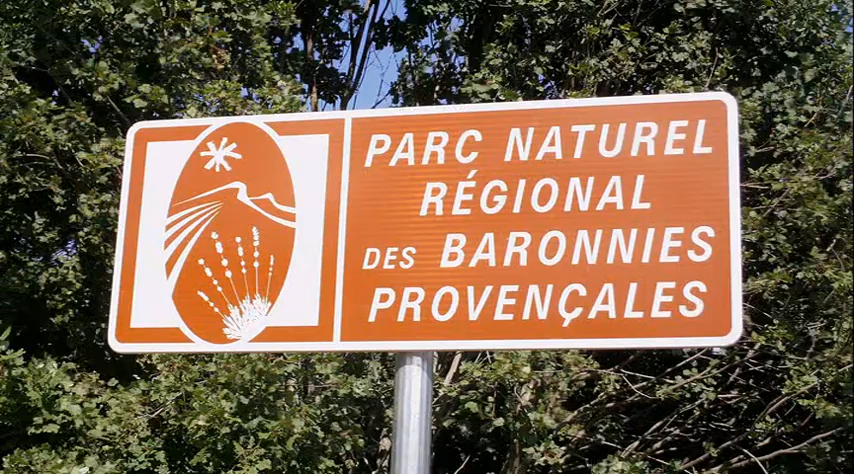 PARC NATUREL
RÉGIONAL
DES BARONNIES
PROVENÇALES